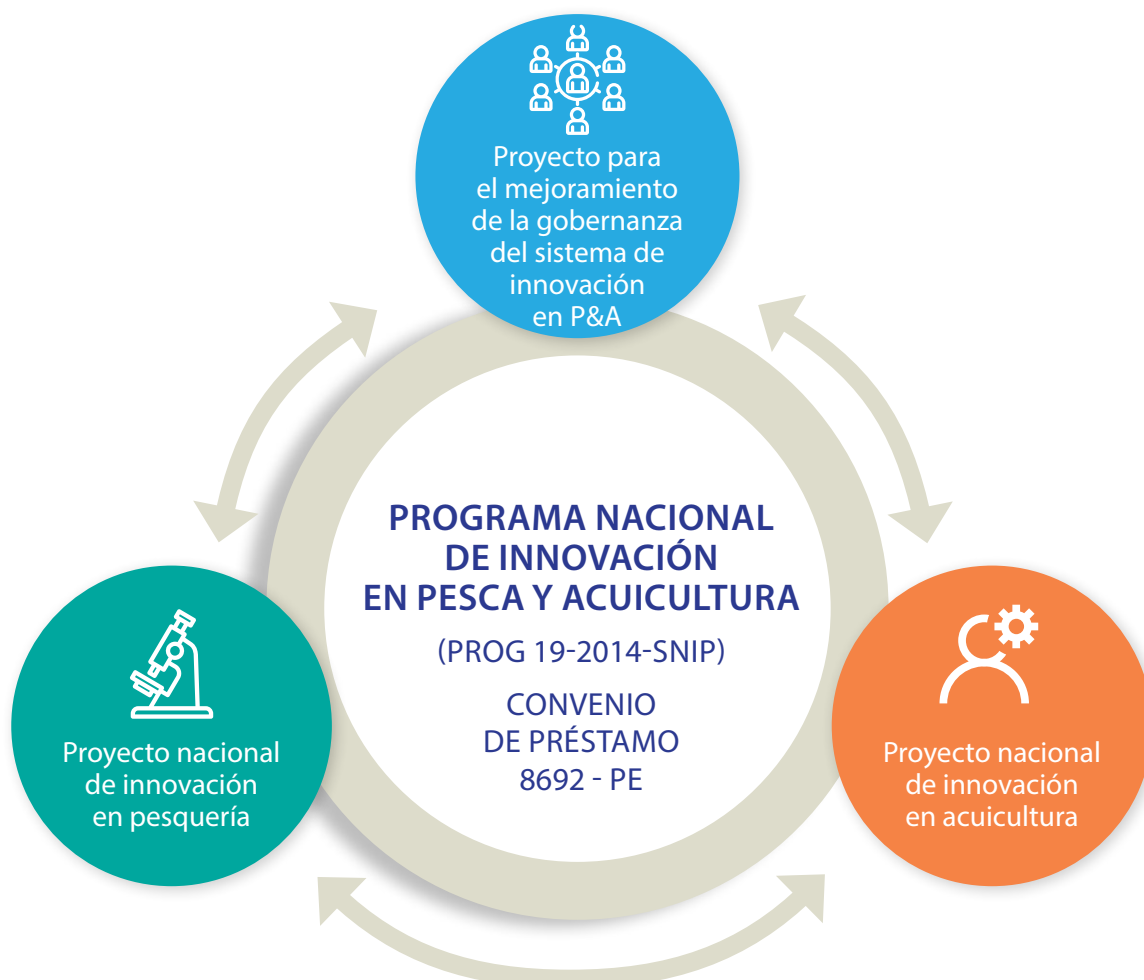 Proyecto para
el mejoramiento
de la gobernanza
del sistema de
innovación
en P&A
PROGRAMA NACIONAL
DE INNOVACIÓN
EN PESCA Y ACUICULTURA
(PROG 19-2014-SNIP)
CONVENIO
DE PRÉSTAMO
8692 - PE
Proyecto nacional
de innovación
en pesquería
Proyecto nacional
de innovación
en acuicultura